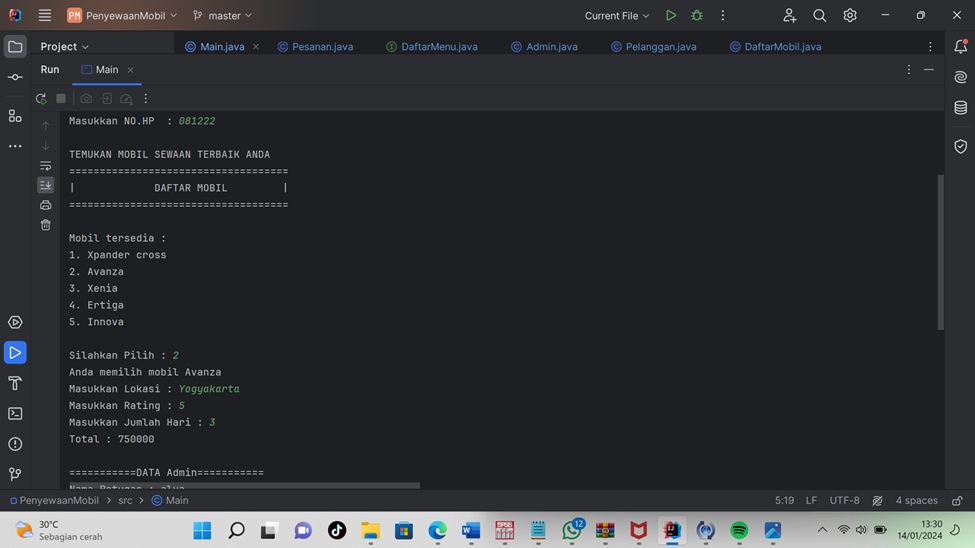 PM PenyewaanMobil master Current File
Project Main.java Pesanan.java DaftarMenu.java Admin.java Pelanggan.java DaftarMobil.java
Run Main
Masukkan NO.HP : 081222
TEMUKAN MOBIL SEWAAN TERBAIK ANDA
====================================
| DAFTAR MOBIL |
====================================
Mobil tersedia :
1. Xpander cross
2. Avanza
3. Xenia
4. Ertiga
5. Innova
Silahkan Pilih : 2
Anda memilih mobil Avanza
Masukkan Lokasi : Yogyakarta
Masukkan Rating : 5
Masukkan Jumlah Hari : 3
Total : 750000
===========DATA Admin===========
Nama Petugas : alya
PenyewaanMobil > src > Main 5:19 LF UTF-8 4 spaces
30°C
Sebagian cerah
12
13:30
14/01/2024